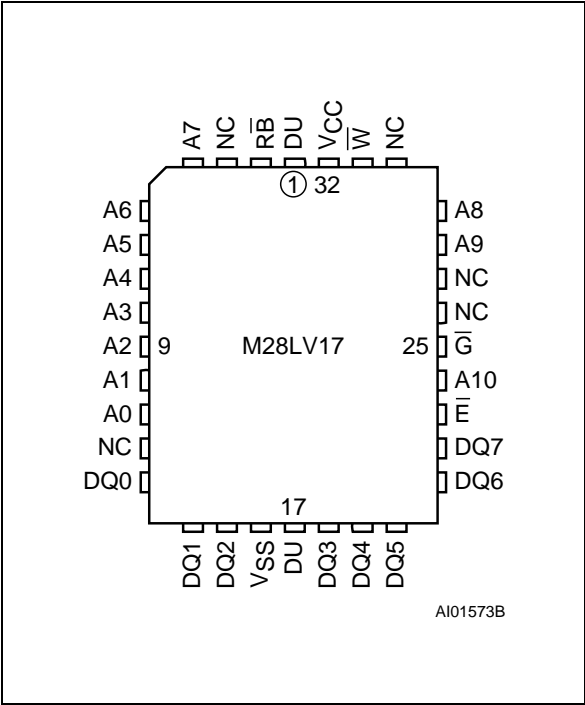 A7 NC R̅B DU VCC W̅ NC
1 32
A6 A8
A5 A9
A4 NC
A3 NC
A2 9 M28LV17 25 G̅
A1 A10
A0 E̅
NC DQ7
DQ0 DQ6
17
DQ1 DQ2 VSS DU DQ3 DQ4 DQ5
AI01573B